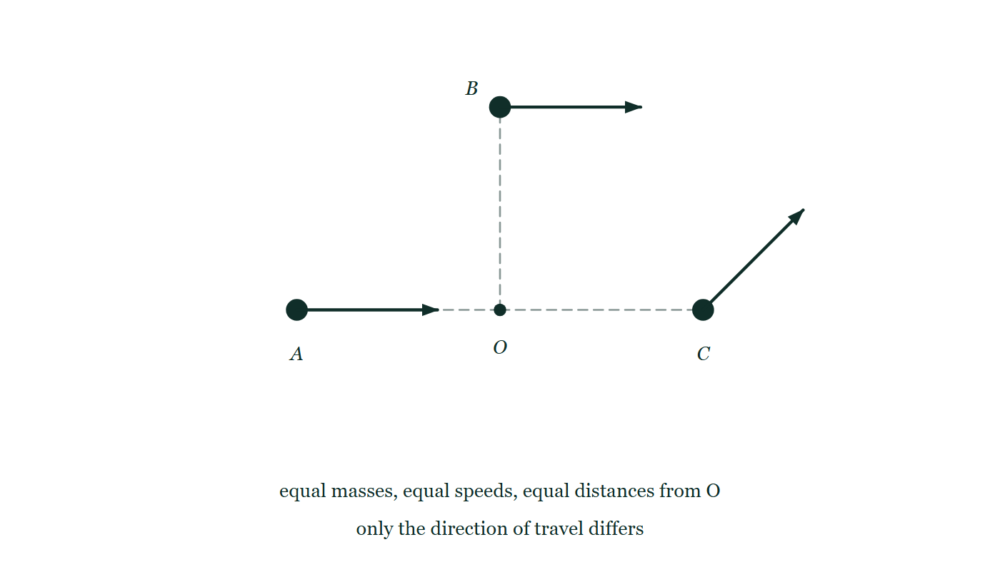 B
A
O
C
equal masses, equal speeds, equal distances from O
only the direction of travel differs